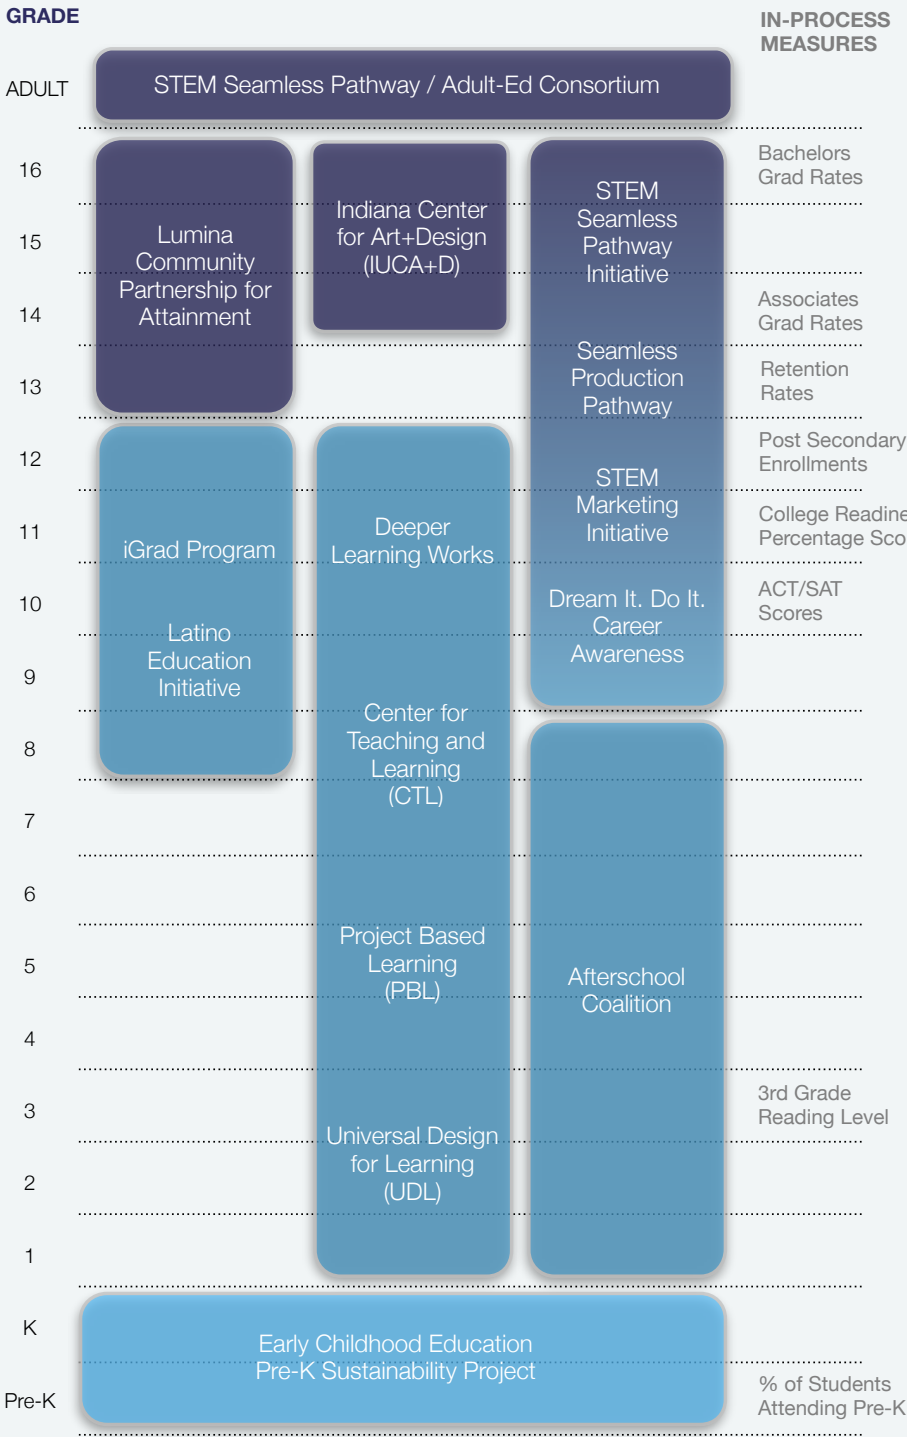 GRADE
IN-PROCESS
MEASURES
ADULT
STEM Seamless Pathway / Adult-Ed Consortium
16
15
14
13
12
11
10
9
8
7
6
5
4
3
2
1
K
Pre-K
Lumina
Community
Partnership for
Attainment
iGrad Program
Latino
Education
Initiative
Indiana Center
for Art+Design
(IUCA+D)
Deeper
Learning Works
Center for
Teaching and
Learning
(CTL)
Project Based
Learning
(PBL)
Universal Design
for Learning
(UDL)
STEM
Seamless
Pathway
Initiative
Seamless
Production
Pathway
STEM
Marketing
Initiative
Dream It. Do It.
Career
Awareness
Afterschool
Coalition
Early Childhood Education
Pre-K Sustainability Project
Bachelors
Grad Rates
Associates
Grad Rates
Retention
Rates
Post Secondary
Enrollments
College Readine
Percentage Sco
ACT/SAT
Scores
3rd Grade
Reading Level
% of Students
Attending Pre-K